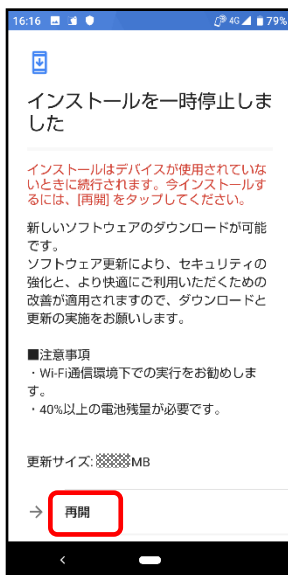 16:16 4G 79%
インストールを一時停止しま
した
インストールはデバイスが使用されていな
いときに続行されます。今インストールす
るには、[再開] をタップしてください。
新しいソフトウェアのダウンロードが可能
です。
ソフトウェア更新により、セキュリティの
強化と、より快適にご利用いただくための
改善が適用されますので、ダウンロードと
更新の実施をお願いします。
■注意事項
・Wi-Fi通信環境下での実行をお勧めしま
す。
・40%以上の電池残量が必要です。
更新サイズ: MB
再開